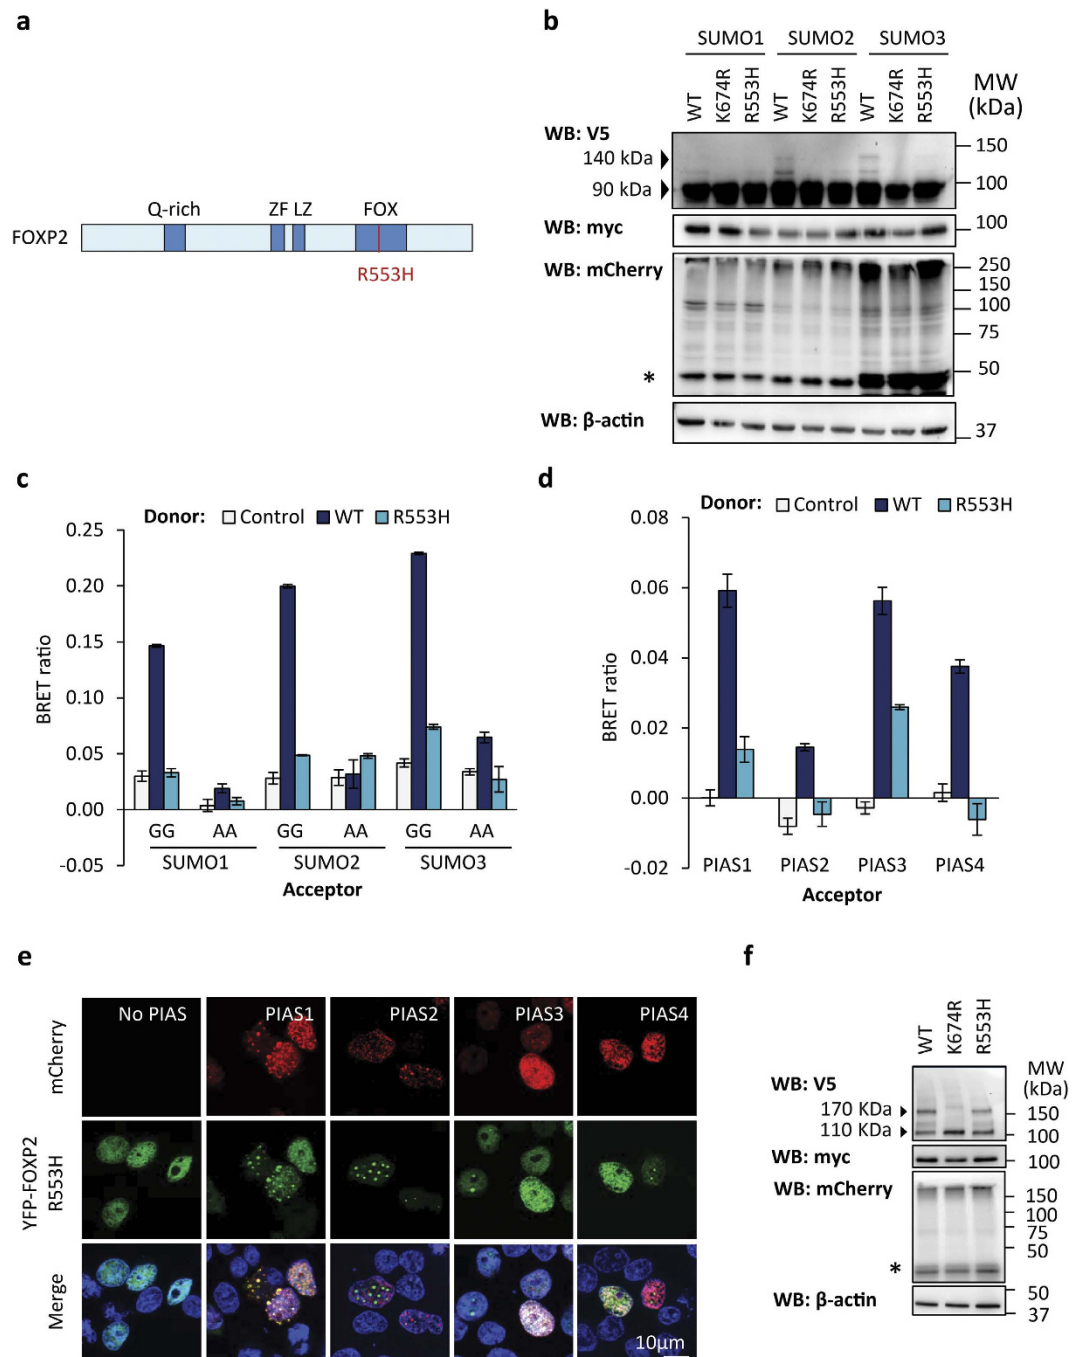 a
Q-rich ZF LZ FOX
FOXP2
R553H
b
SUMO1 SUMO2 SUMO3
WT K674R R553H WT K674R R553H WT K674R R553H
MW
(kDa)
WB: V5
140 kDa
90 kDa
150
100
WB: myc
100
WB: mCherry
250
150
100
75
50
*
WB: β-actin
37
c
Donor: Control WT R553H
BRET ratio
0.25
0.20
0.15
0.10
0.05
0.00
-0.05
GG AA GG AA GG AA
SUMO1 SUMO2 SUMO3
Acceptor
d
Donor: Control WT R553H
BRET ratio
0.08
0.06
0.04
0.02
0.00
-0.02
PIAS1 PIAS2 PIAS3 PIAS4
Acceptor
e
No PIAS PIAS1 PIAS2 PIAS3 PIAS4
mCherry
YFP-FOXP2
R553H
Merge
10µm
f
WT K674R R553H
MW
(kDa)
WB: V5
170 KDa
110 KDa
150
100
WB: myc
100
WB: mCherry
150
100
75
50
*
WB: β-actin
50
37